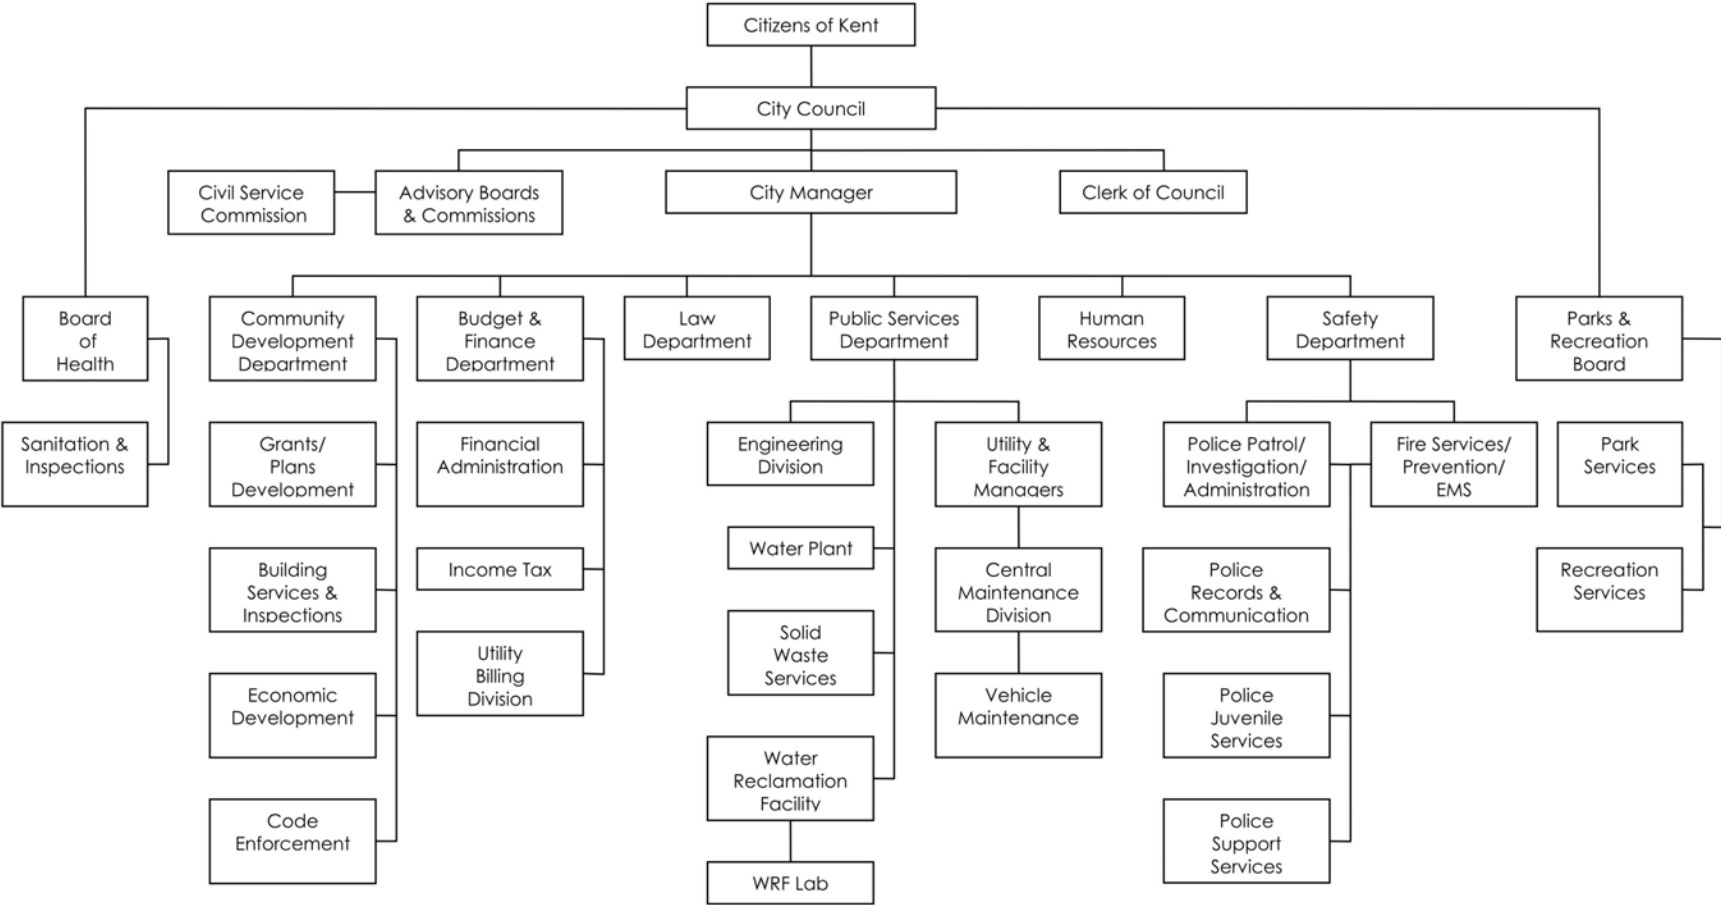 Citizens of Kent
City Council
Civil Service
Commission
Advisory Boards
& Commissions
City Manager
Clerk of Council
Board
of
Health
Community
Development
Department
Budget &
Finance
Department
Law
Department
Public Services
Department
Human
Resources
Safety
Department
Parks &
Recreation
Board
Sanitation &
Inspections
Grants/
Plans
Development
Financial
Administration
Engineering
Division
Utility &
Facility
Managers
Police Patrol/
Investigation/
Administration
Fire Services/
Prevention/
EMS
Park
Services
Building
Services &
Inspections
Income Tax
Water Plant
Central
Maintenance
Division
Police
Records &
Communication
Recreation
Services
Utility
Billing
Division
Solid
Waste
Services
Economic
Development
Vehicle
Maintenance
Police
Juvenile
Services
Water
Reclamation
Facility
Code
Enforcement
Police
Support
Services
WRF Lab